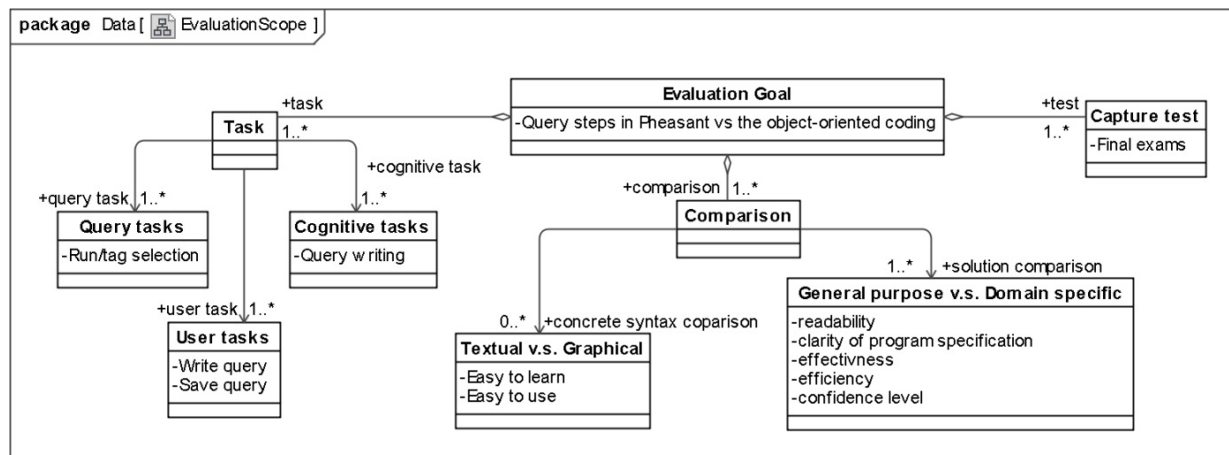 package Data [ EvaluationScope ]
Evaluation Goal
-Query steps in Pheasant vs the object-oriented coding
+task
1..*
+test
1..*
Capture test
-Final exams
Task
+cognitive task
1..*
+query task
1..*
+comparison
1..*
Query tasks
-Run/tag selection
Cognitive tasks
-Query writing
Comparison
+user task
1..*
User tasks
-Write query
-Save query
0..*
+concrete syntax coparison
Textual v.s. Graphical
-Easy to learn
-Easy to use
1..*
+solution comparison
General purpose v.s. Domain specific
-readability
-clarity of program specification
-effectivness
-efficiency
-confidence level